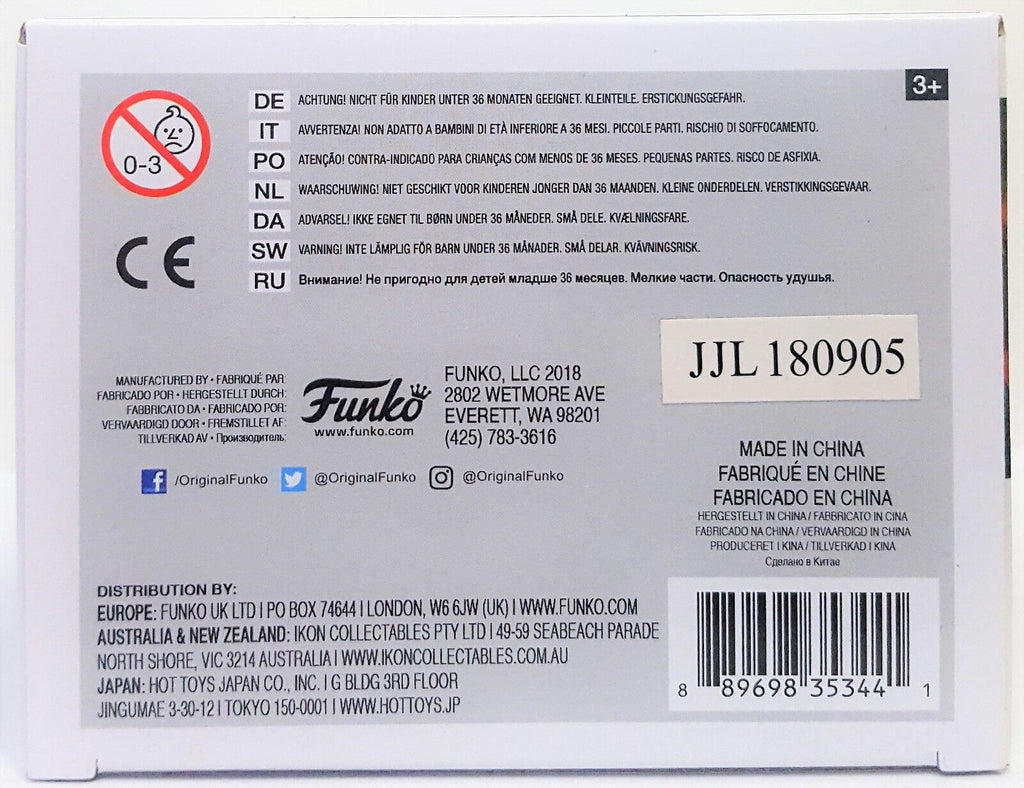 3+
0-3
DE ACHTUNG! NICHT FÜR KINDER UNTER 36 MONATEN GEEIGNET. KLEINTEILE. ERSTICKUNGSGEFAHR.
IT AVVERTENZA! NON ADATTO A BAMBINI DI ETÀ INFERIORE A 36 MESI. PICCOLE PARTI. RISCHIO DI SOFFOCAMENTO.
PO ATENÇÃO! CONTRA-INDICADO PARA CRIANÇAS COM MENOS DE 36 MESES. PEQUENAS PARTES. RISCO DE ASFIXIA.
NL WAARSCHUWING! NIET GESCHIKT VOOR KINDEREN JONGER DAN 36 MAANDEN. KLEINE ONDERDELEN. VERSTIKKINGSGEVAAR.
DA ADVARSEL! IKKE EGNET TIL BØRN UNDER 36 MÅNEDER. SMÅ DELE. KVÆLNINGSFARE.
SW VARNING! INTE LÄMPLIG FÖR BARN UNDER 36 MÅNADER. SMÅ DELAR. KVÄVNINGSRISK.
RU Внимание! Не пригодно для детей младше 36 месяцев. Мелкие части. Опасность удушья.
CE
JJL 180905
MANUFACTURED BY • FABRIQUÉ PAR:
FABRICADO POR • HERGESTELLT DURCH:
FABBRICATO DA • FABRICADO POR:
VERVAARDIGD DOOR • FREMSTILLET AF:
TILLVERKAD AV • Производитель:
Funko
www.funko.com
FUNKO, LLC 2018
2802 WETMORE AVE
EVERETT, WA 98201
(425) 783-3616
/OriginalFunko @OriginalFunko @OriginalFunko
MADE IN CHINA
FABRIQUÉ EN CHINE
FABRICADO EN CHINA
HERGESTELLT IN CHINA / FABBRICATO IN CINA
FABRICADO NA CHINA / VERVAARDIGD IN CHINA
PRODUCERET I KINA / TILLVERKAD I KINA
Сделано в Китае
DISTRIBUTION BY:
EUROPE: FUNKO UK LTD | PO BOX 74644 | LONDON, W6 6JW (UK) | WWW.FUNKO.COM
AUSTRALIA & NEW ZEALAND: IKON COLLECTABLES PTY LTD | 49-59 SEABEACH PARADE
NORTH SHORE, VIC 3214 AUSTRALIA | WWW.IKONCOLLECTABLES.COM.AU
JAPAN: HOT TOYS JAPAN CO., INC. | G BLDG 3RD FLOOR
JINGUMAE 3-30-12 | TOKYO 150-0001 | WWW.HOTTOYS.JP
8 89698 35344 1